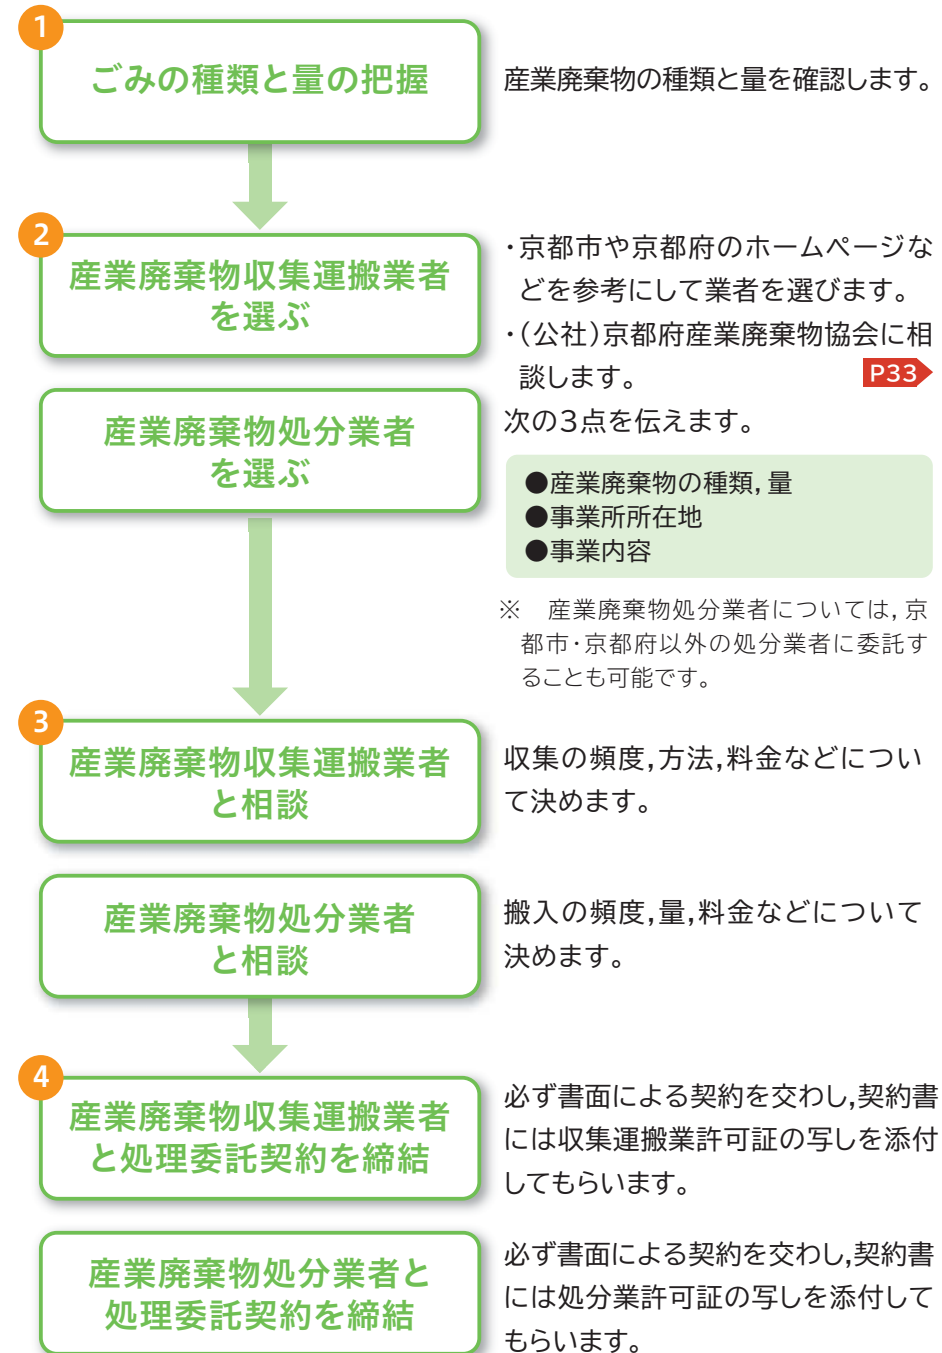 1
ごみの種類と量の把握
産業廃棄物の種類と量を確認します。
2
産業廃棄物収集運搬業者
を選ぶ
・京都市や京都府のホームページな
どを参考にして業者を選びます。
・(公社)京都府産業廃棄物協会に相
談します。
P33
次の3点を伝えます。
産業廃棄物処分業者
を選ぶ
●産業廃棄物の種類,量
●事業所所在地
●事業内容
※　産業廃棄物処分業者については,京
都市・京都府以外の処分業者に委託す
ることも可能です。
3
産業廃棄物収集運搬業者
と相談
収集の頻度,方法,料金などについ
て決めます。
産業廃棄物処分業者
と相談
搬入の頻度,量,料金などについて
決めます。
4
産業廃棄物収集運搬業者
と処理委託契約を締結
必ず書面による契約を交わし,契約書
には収集運搬業許可証の写しを添付
してもらいます。
産業廃棄物処分業者と
処理委託契約を締結
必ず書面による契約を交わし,契約書
には処分業許可証の写しを添付して
もらいます。